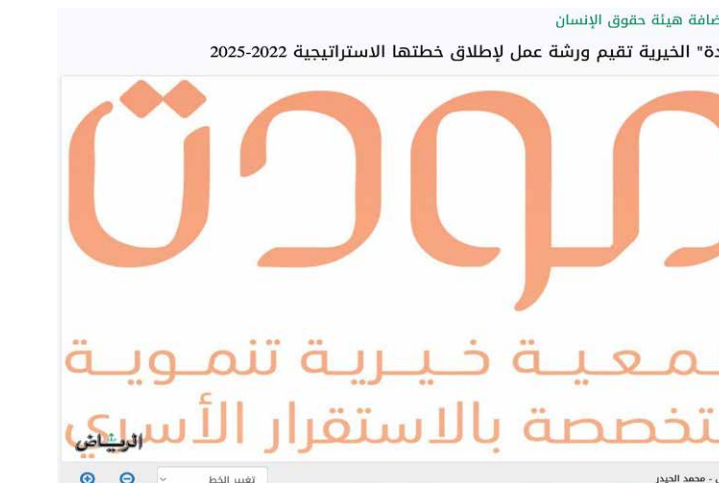 ضافة هيئة حقوق الإنسان
دة" الخيرية تقيم ورشة عمل لإطلاق خطتها الاستراتيجية 2022-2025
مودت
معية خيرية تنموية
تخصصة بالاستقرار الأسري
الرياض
- محمد الحيدر
تغيير الخط